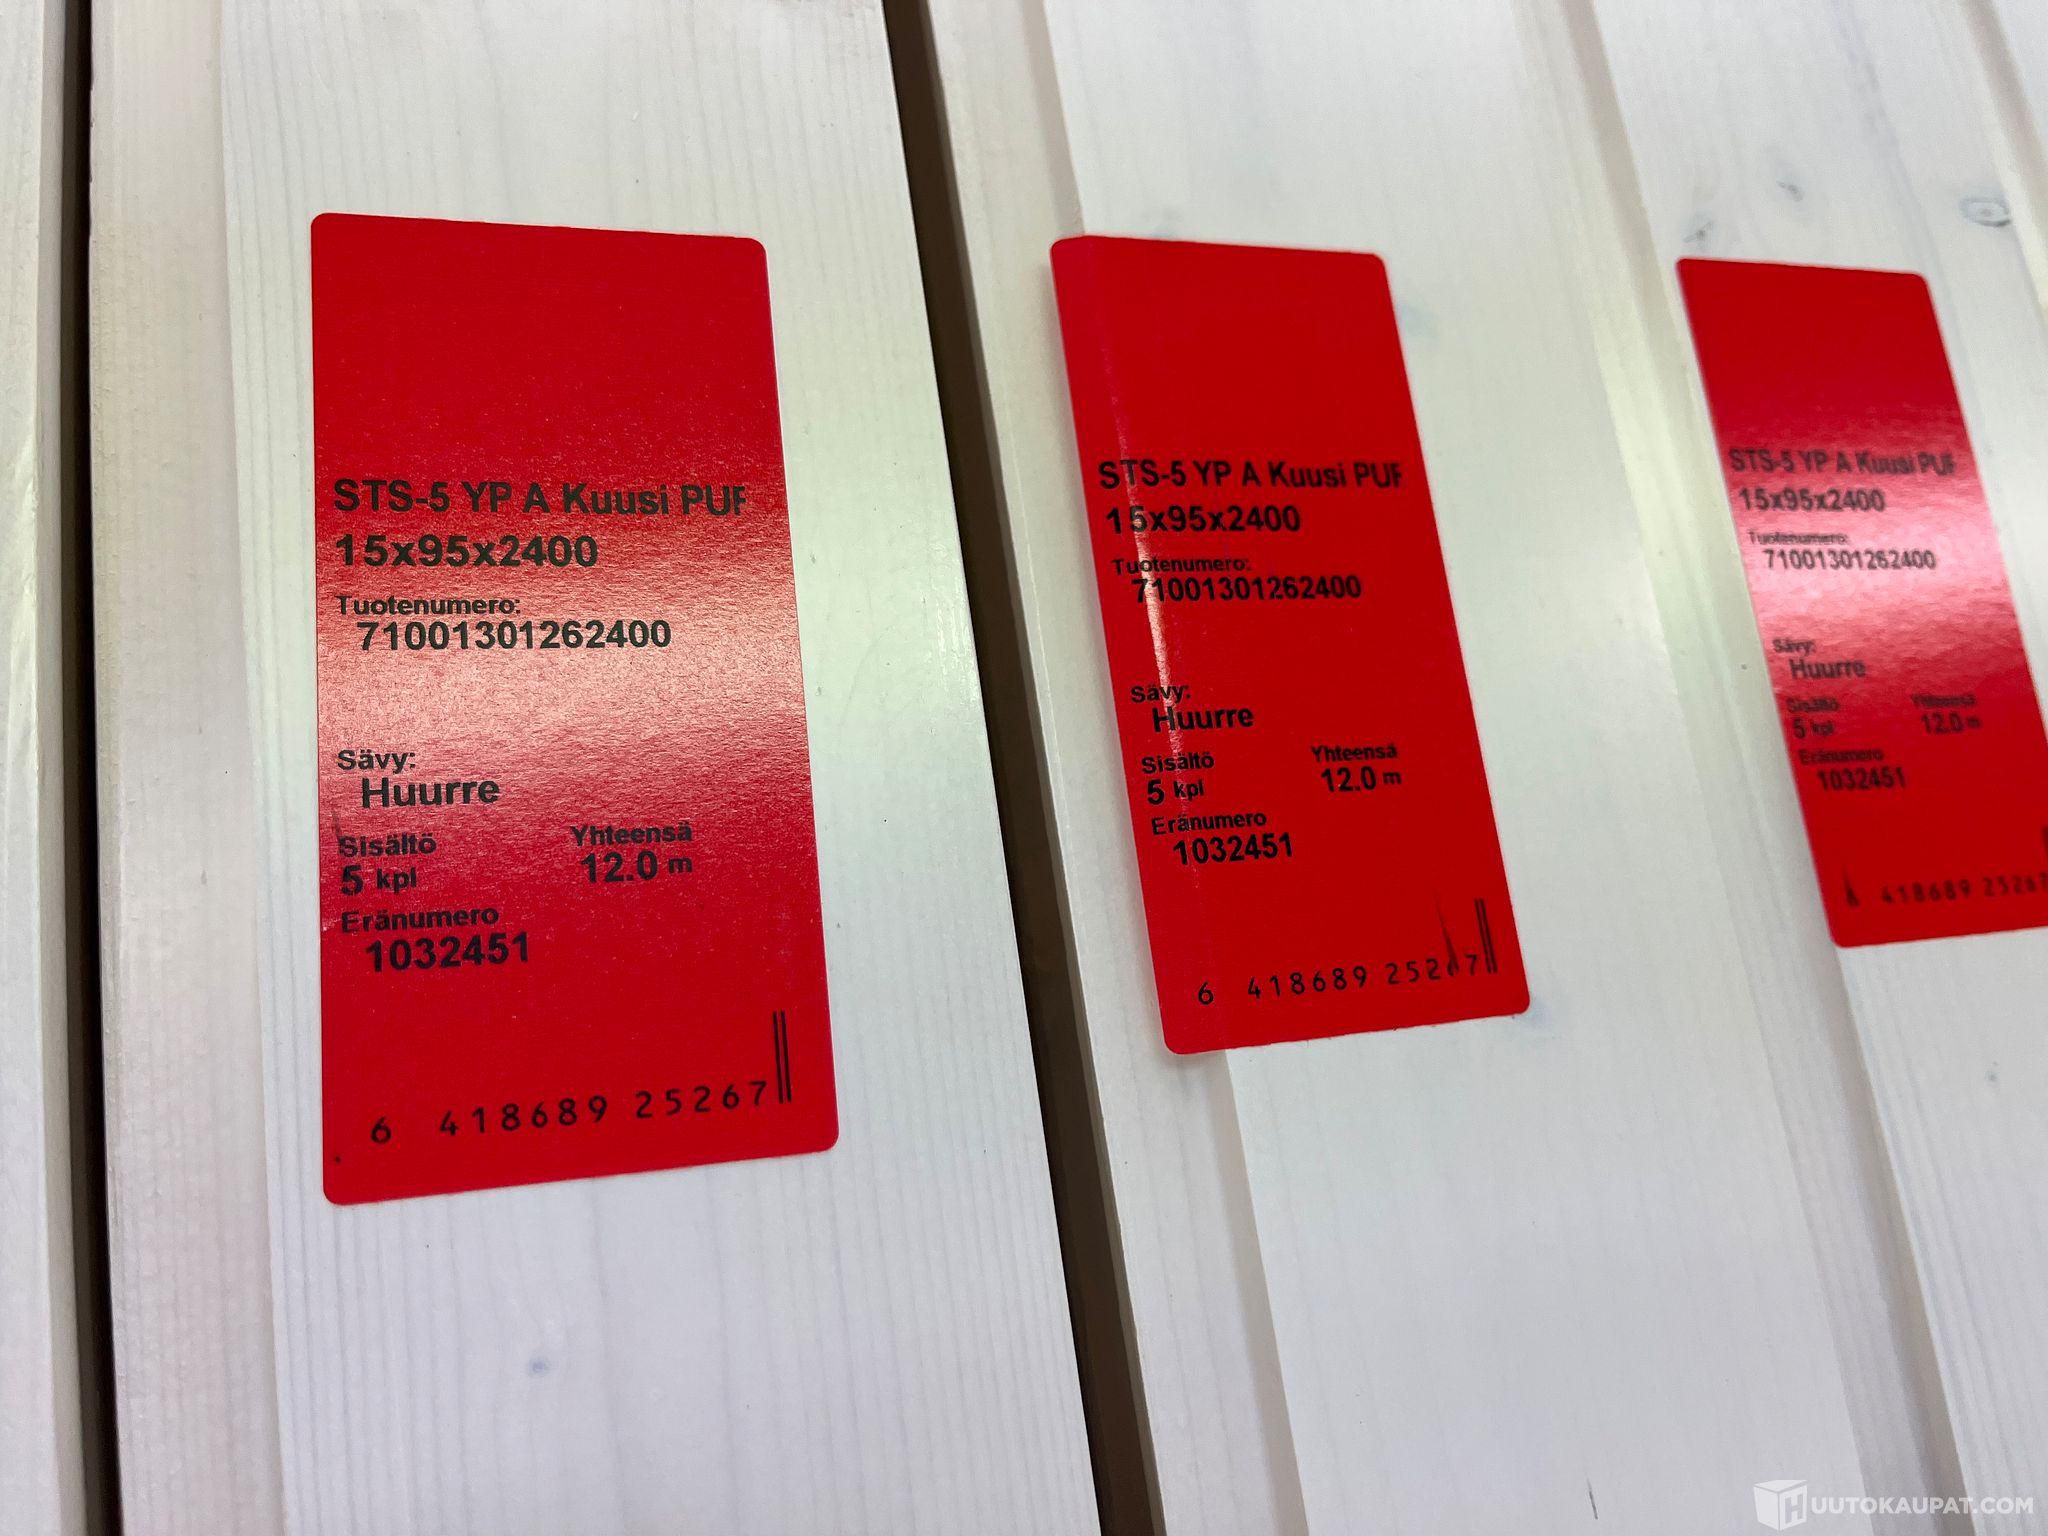 STS-5 YP A Kuusi PUF
15x95x2400
Tuotenumero:
71001301262400
Sävy:
Huurre
Sisältö Yhteensä
5 kpl 12.0 m
Eränumero
1032451
6 418689 25267
STS-5 YP A Kuusi PUF
15x95x2400
Tuotenumero:
71001301262400
Sävy:
Huurre
Sisältö Yhteensä
5 kpl 12.0 m
Eränumero
1032451
6 418689 25267
STS-5 YP A Kuusi PUF
15x95x2400
Tuotenumero:
71001301262400
Sävy:
Huurre
Sisältö Yhteensä
5 kpl 12.0 m
Eränumero
1032451
418689 25267
HUUTOKAUPAT.COM